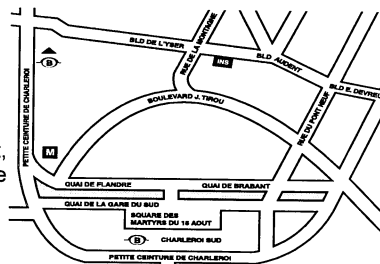 BLD DE L'YSER
RUE DE LA MONTAGNE
INS
BLD AUDENT
BLD E. DEVREU
B
PETITE CEINTURE DE CHARLEROI
BOULEVARD J. TIROU
RUE DU PONT NEUF
M
QUAI DE FLANDRE
QUAI DE BRABANT
QUAI DE LA GARE DU SUD
SQUARE DES
MARTYRS DU 18 AOUT
B
CHARLEROI SUD
PETITE CEINTURE DE CHARLEROI